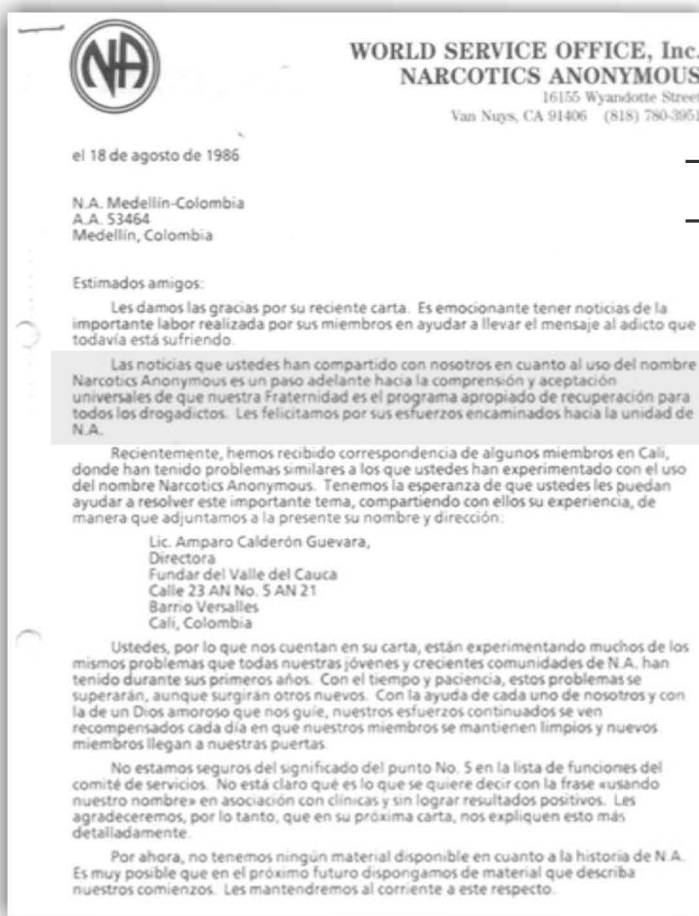 NA
WORLD SERVICE OFFICE, Inc.
NARCOTICS ANONYMOUS
16155 Wyandotte Street
Van Nuys, CA 91406 (818) 780-3951
el 18 de agosto de 1986
N.A. Medellín-Colombia
A.A. 53464
Medellín, Colombia
Estimados amigos:
Les damos las gracias por su reciente carta. Es emocionante tener noticias de la
importante labor realizada por sus miembros en ayudar a llevar el mensaje al adicto que
todavía está sufriendo.
Las noticias que ustedes han compartido con nosotros en cuanto al uso del nombre
Narcotics Anonymous es un paso adelante hacia la comprensión y aceptación
universales de que nuestra Fraternidad es el programa apropiado de recuperación para
todos los drogadictos. Les felicitamos por sus esfuerzos encaminados hacia la unidad de
N.A.
Recientemente, hemos recibido correspondencia de algunos miembros en Cali,
donde han tenido problemas similares a los que ustedes han experimentado con el uso
del nombre Narcotics Anonymous. Tenemos la esperanza de que ustedes les puedan
ayudar a resolver este importante tema, compartiendo con ellos su experiencia, de
manera que adjuntamos a la presente su nombre y dirección:
Lic. Amparo Calderón Guevara,
Directora
Fundar del Valle del Cauca
Calle 23 AN No. 5 AN 21
Barrio Versalles
Cali, Colombia
Ustedes, por lo que nos cuentan en su carta, están experimentando muchos de los
mismos problemas que todas nuestras jóvenes y crecientes comunidades de N.A. han
tenido durante sus primeros años. Con el tiempo y paciencia, estos problemas se
superarán, aunque surgirán otros nuevos. Con la ayuda de cada uno de nosotros y con
la de un Dios amoroso que nos guíe, nuestros esfuerzos continuados se ven
recompensados cada día en que nuestros miembros se mantienen limpios y nuevos
miembros llegan a nuestras puertas.
No estamos seguros del significado del punto No. 5 en la lista de funciones del
comité de servicios. No está claro qué es lo que se quiere decir con la frase «usando
nuestro nombre» en asociación con clínicas y sin lograr resultados positivos. Les
agradeceremos, por lo tanto, que en su próxima carta, nos expliquen esto más
detalladamente.
Por ahora, no tenemos ningún material disponible en cuanto a la historia de N.A.
Es muy posible que en el próximo futuro dispongamos de material que describa
nuestros comienzos. Les mantendremos al corriente a este respecto.